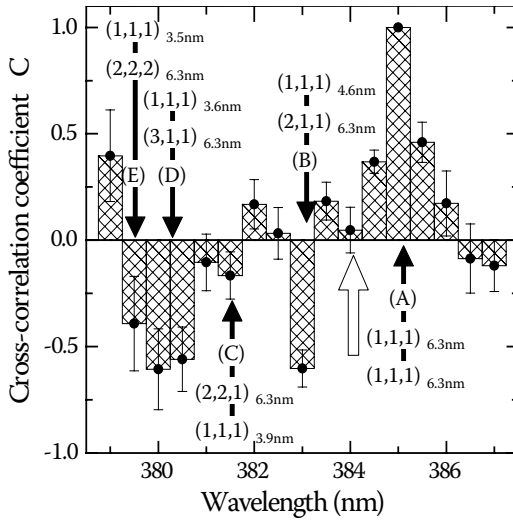 Cross-correlation coefficient C
1.0
0.5
0.0
-0.5
-1.0
(1,1,1) 3.5nm
(2,2,2) 6.3nm
(1,1,1) 3.6nm
(3,1,1) 6.3nm
(E)
(D)
(1,1,1) 4.6nm
(2,1,1) 6.3nm
(B)
(A)
(1,1,1) 6.3nm
(1,1,1) 6.3nm
(C)
(2,2,1) 6.3nm
(1,1,1) 3.9nm
380 382 384 386
Wavelength (nm)